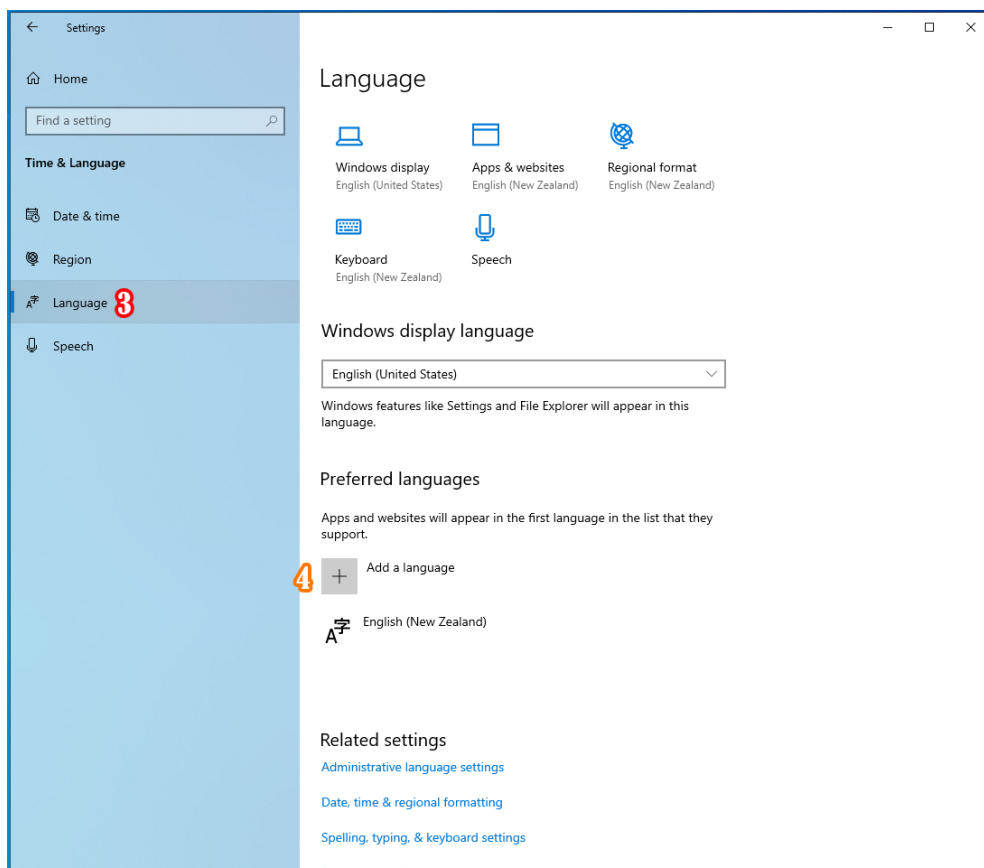 Settings
Home
Find a setting
Time & Language
Date & time
Region
Language 3
Speech
Language
Windows display
English (United States)
Apps & websites
English (New Zealand)
Regional format
English (New Zealand)
Keyboard
English (New Zealand)
Speech
Windows display language
English (United States)
Windows features like Settings and File Explorer will appear in this
language.
Preferred languages
Apps and websites will appear in the first language in the list that they
support.
4 Add a language
A字 English (New Zealand)
Related settings
Administrative language settings
Date, time & regional formatting
Spelling, typing, & keyboard settings